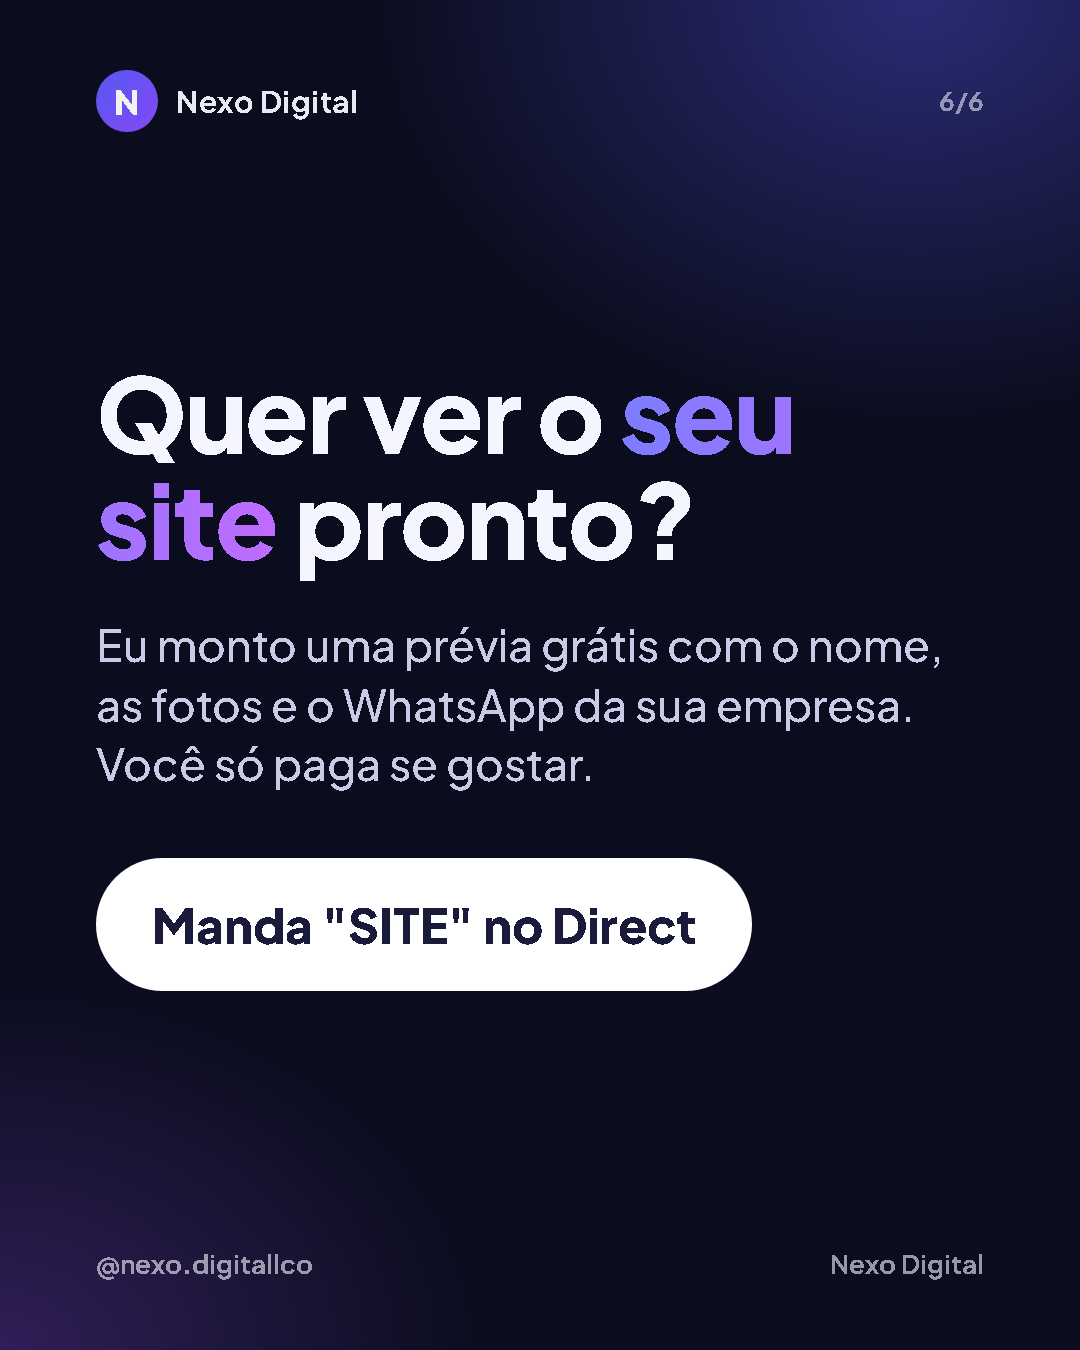 N Nexo Digital
6/6
Quer ver o seu
site pronto?
Eu monto uma prévia grátis com o nome,
as fotos e o WhatsApp da sua empresa.
Você só paga se gostar.
Manda "SITE" no Direct
@nexo.digitallco
Nexo Digital